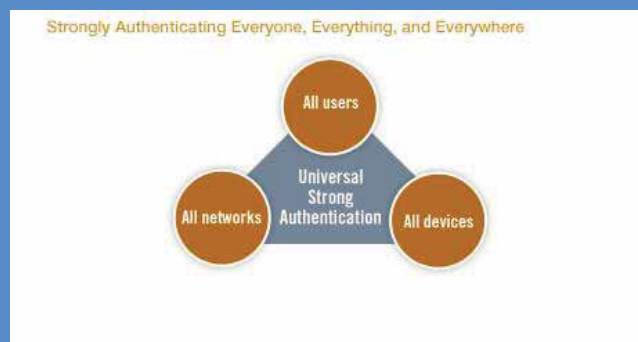 Strongly Authenticating Everyone, Everything, and Everywhere
All users
Universal
Strong
Authentication
All networks
All devices